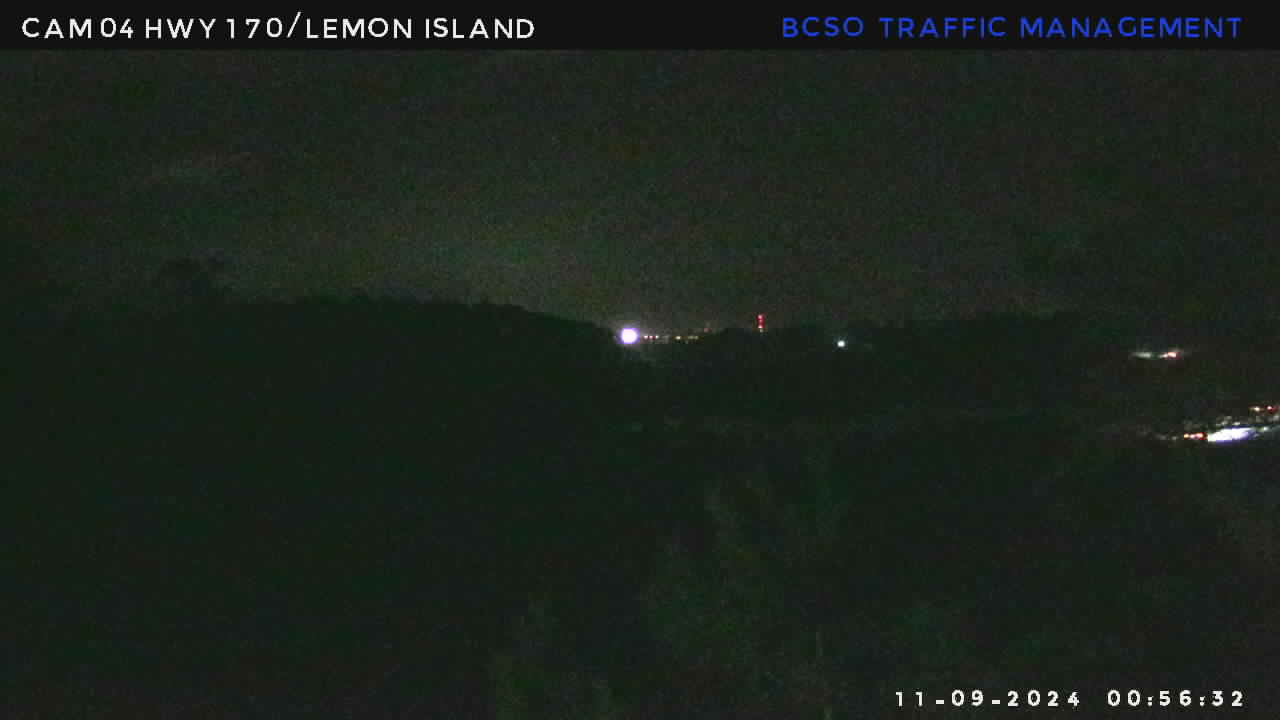 CAM04 HWY 170/LEMON ISLAND BCSO TRAFFIC MANAGEMENT
11-09-2024 00:56:32